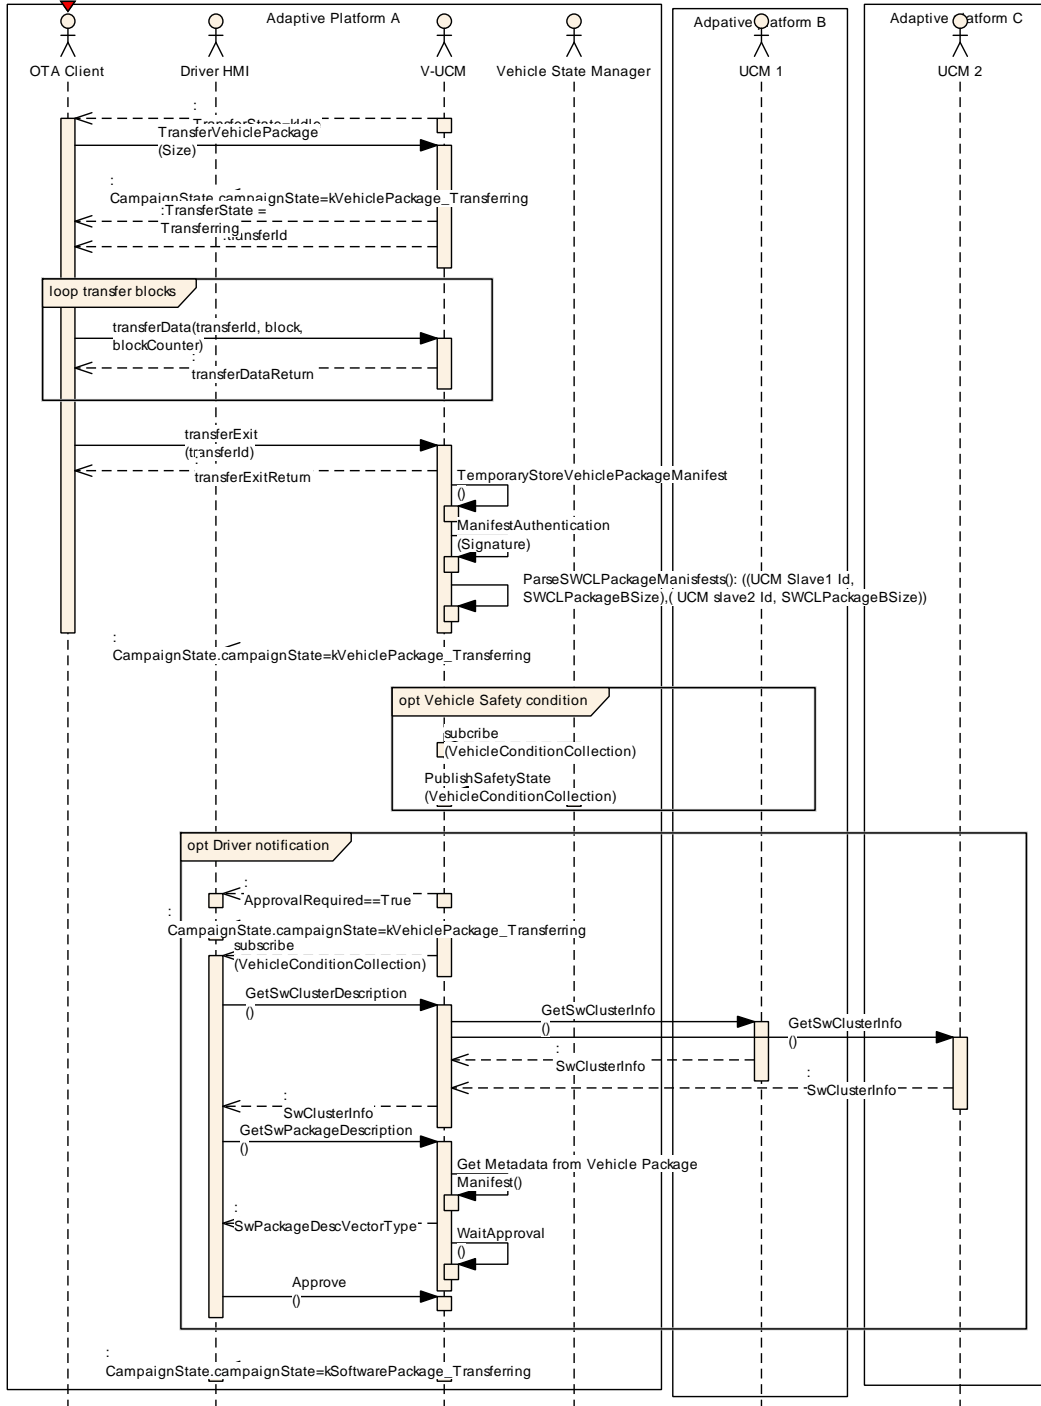 Adaptive Platform A
Adpative Platform B
Adaptive Platform C
OTA Client
Driver HMI
V-UCM
Vehicle State Manager
UCM 1
UCM 2
:
TransferState=kIdle
TransferVehiclePackage
(Size)
:
CampaignState.campaignState=kVehiclePackage_Transferring
:TransferState =
Transferring
:transferId
loop transfer blocks
transferData(transferId, block,
blockCounter)
:
transferDataReturn
transferExit
(transferId)
:
transferExitReturn
TemporaryStoreVehiclePackageManifest
()
ManifestAuthentication
(Signature)
ParseSWCLPackageManisfests(): ((UCM Slave1 Id,
SWCLPackageBSize),( UCM slave2 Id, SWCLPackageBSize))
:
CampaignState.campaignState=kVehiclePackage_Transferring
opt Vehicle Safety condition
subcribe
(VehicleConditionCollection)
PublishSafetyState
(VehicleConditionCollection)
opt Driver notification
:
ApprovalRequired==True
:
CampaignState.campaignState=kVehiclePackage_Transferring
subscribe
(VehicleConditionCollection)
GetSwClusterDescription
()
GetSwClusterInfo
()
GetSwClusterInfo
()
:
SwClusterInfo
:
SwClusterInfo
:
SwClusterInfo
GetSwPackageDescription
()
Get Metadata from Vehicle Package
Manifest()
:
SwPackageDescVectorType
WaitApproval
()
Approve
()
:
CampaignState.campaignState=kSoftwarePackage_Transferring